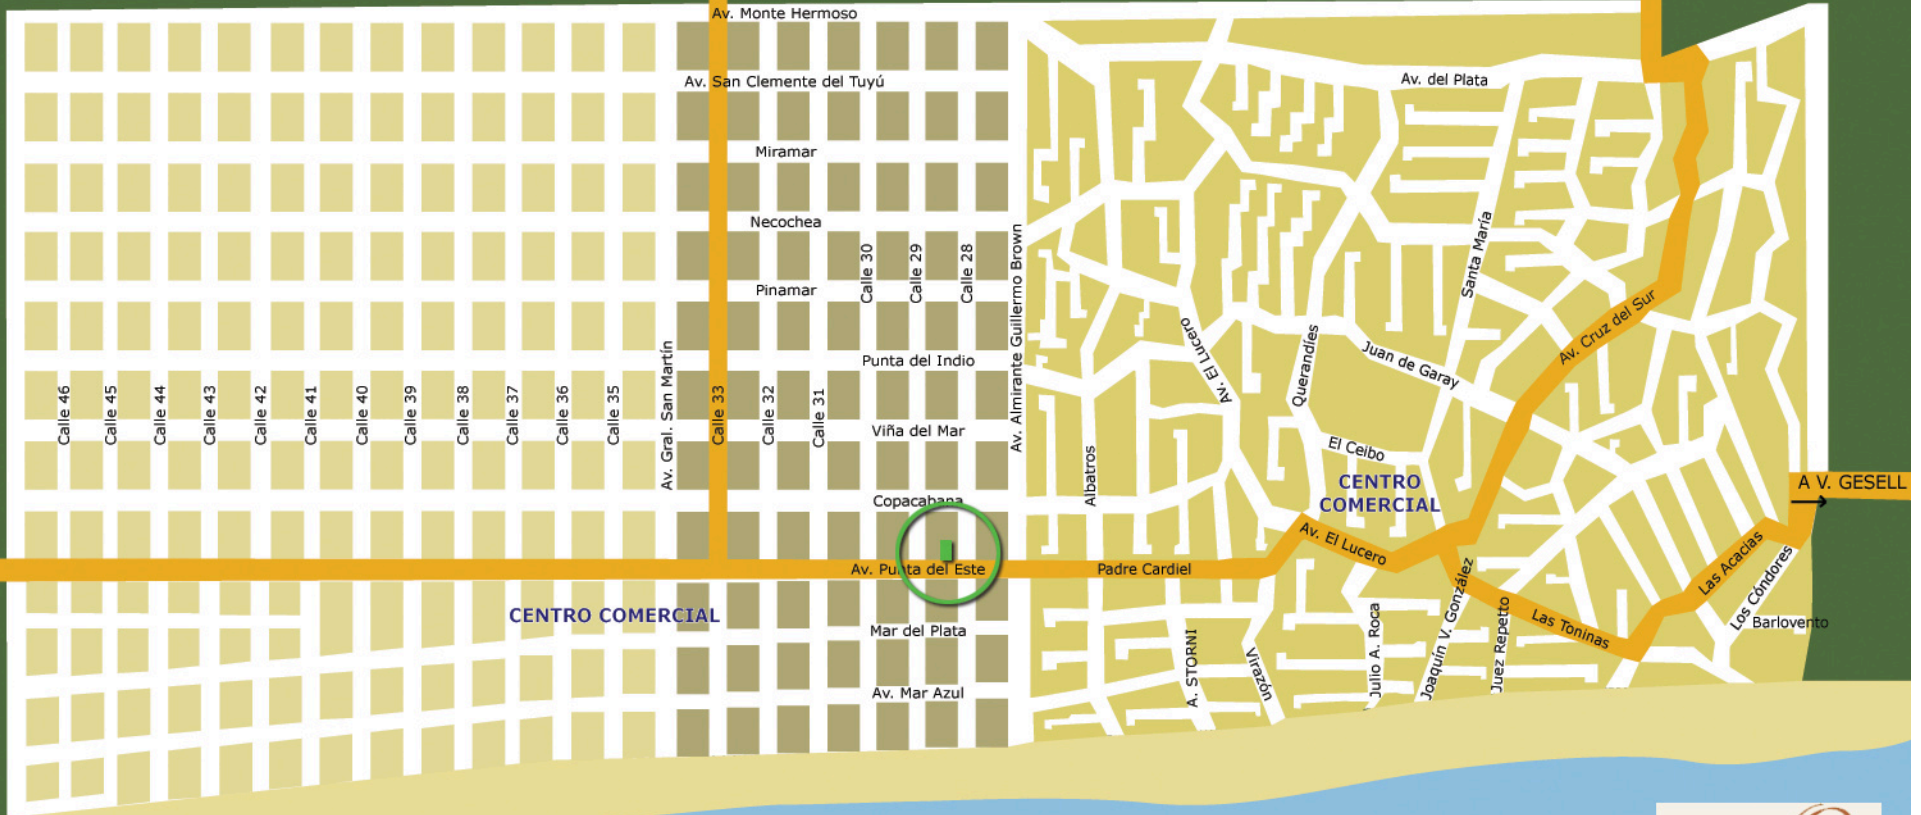 Av. Monte Hermoso
Av. San Clemente del Tuyú
Av. del Plata
Miramar
Necochea
Calle 30
Calle 29
Calle 28
Av. Almirante Guillermo Brown
Santa María
Pinamar
Av. Cruz del Sur
Av. El Lucero
Querandíes
Juan de Garay
Punta del Indio
Av. Gral. San Martín
Calle 46
Calle 45
Calle 44
Calle 43
Calle 42
Calle 41
Calle 40
Calle 39
Calle 38
Calle 37
Calle 36
Calle 35
Calle 33
Calle 32
Calle 31
Viña del Mar
Albatros
El Ceibo
CENTRO
COMERCIAL
A V. GESELL
Copacabana
Av. El Lucero
Av. Punta del Este
Padre Cardiel
Las Acacias
Los Cóndores
Barlovento
CENTRO COMERCIAL
Mar del Plata
Av. Mar Azul
A. STORNI
Virazón
Julio A. Roca
Joaquín V. González
Juez Repetto
Las Toninas